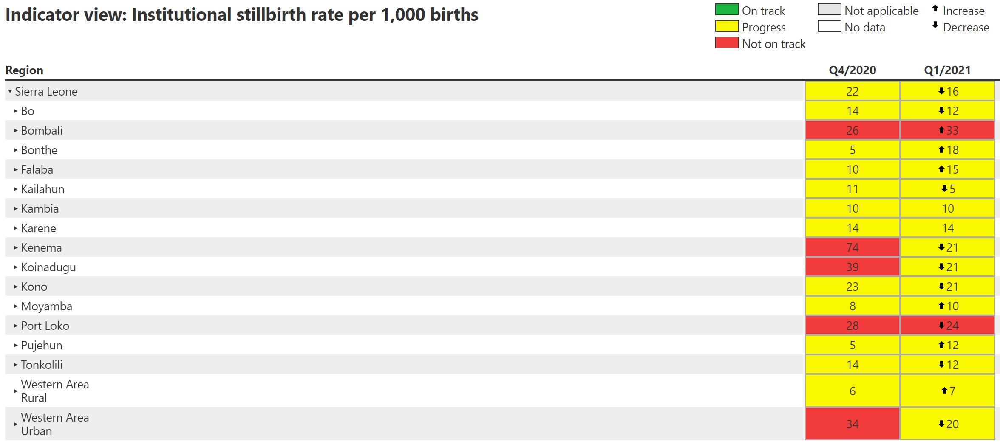 Indicator view: Institutional stillbirth rate per 1,000 births
On track
Not applicable
Increase
Progress
No data
Decrease
Not on track
Region Q4/2020 Q1/2021
Sierra Leone 22 16
Bo 14 12
Bombali 26 33
Bonthe 5 18
Falaba 10 15
Kailahun 11 5
Kambia 10 10
Karene 14 14
Kenema 74 21
Koinadugu 39 21
Kono 23 21
Moyamba 8 10
Port Loko 28 24
Pujehun 5 12
Tonkolili 14 12
Western Area
Rural 6 7
Western Area
Urban 34 20